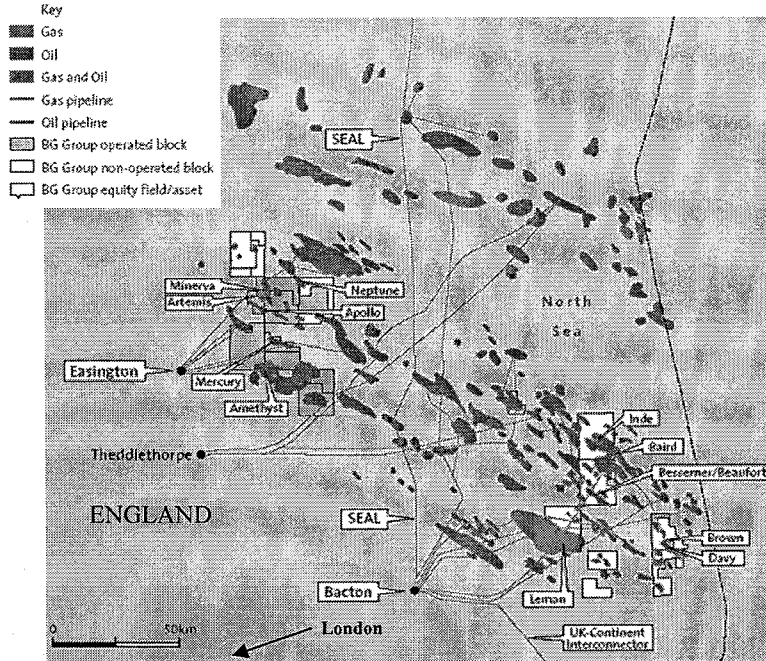 Key
Gas
Oil
Gas and Oil
Gas pipeline
Oil pipeline
BG Group operated block
BG Group non-operated block
BG Group equity field/asset
SEAL
Minerva
Artemis
Neptune
Apollo
North
Sea
Easington
Mercury
Amethyst
Inde
Baird
Bessemer/Beaufort
Theddlethorpe
ENGLAND
SEAL
Brown
Davy
Bacton
Leman
0
50km
London
UK-Continent
Interconnector